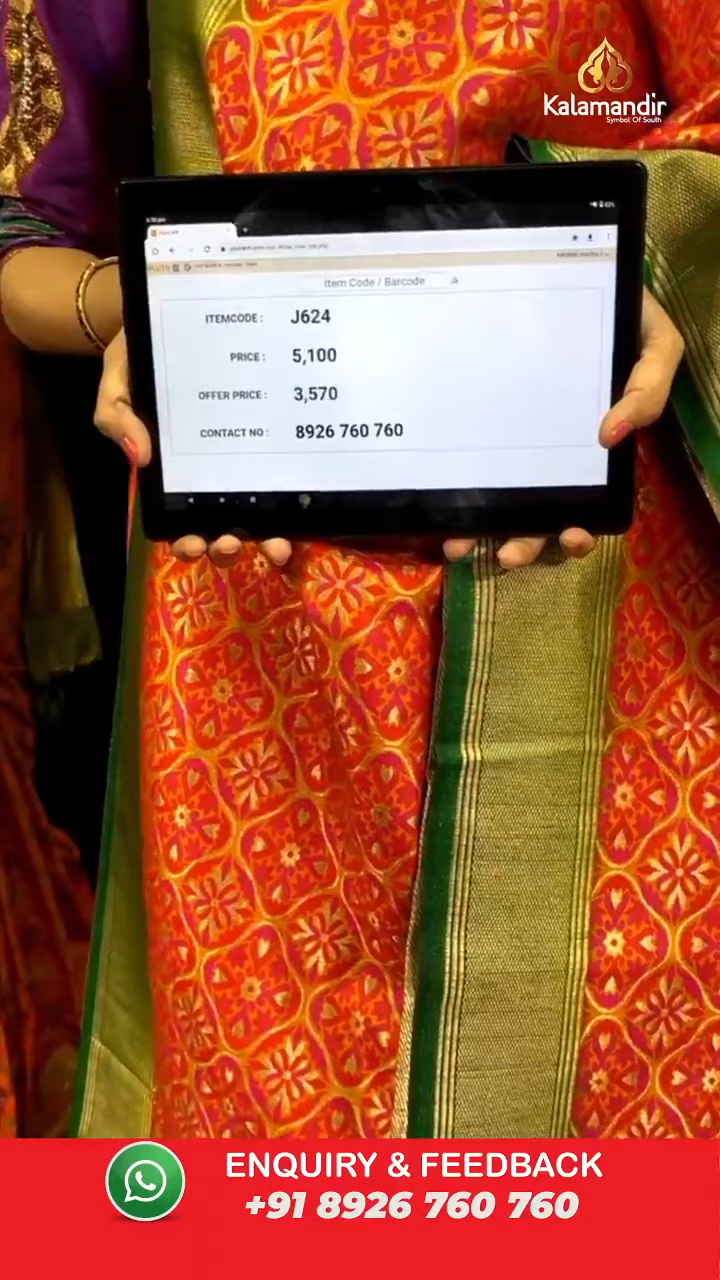 Kalamandir
Symbol Of South
Item Code / Barcode
ITEMCODE : J624
PRICE : 5,100
OFFER PRICE : 3,570
CONTACT NO : 8926 760 760
ENQUIRY & FEEDBACK
+91 8926 760 760